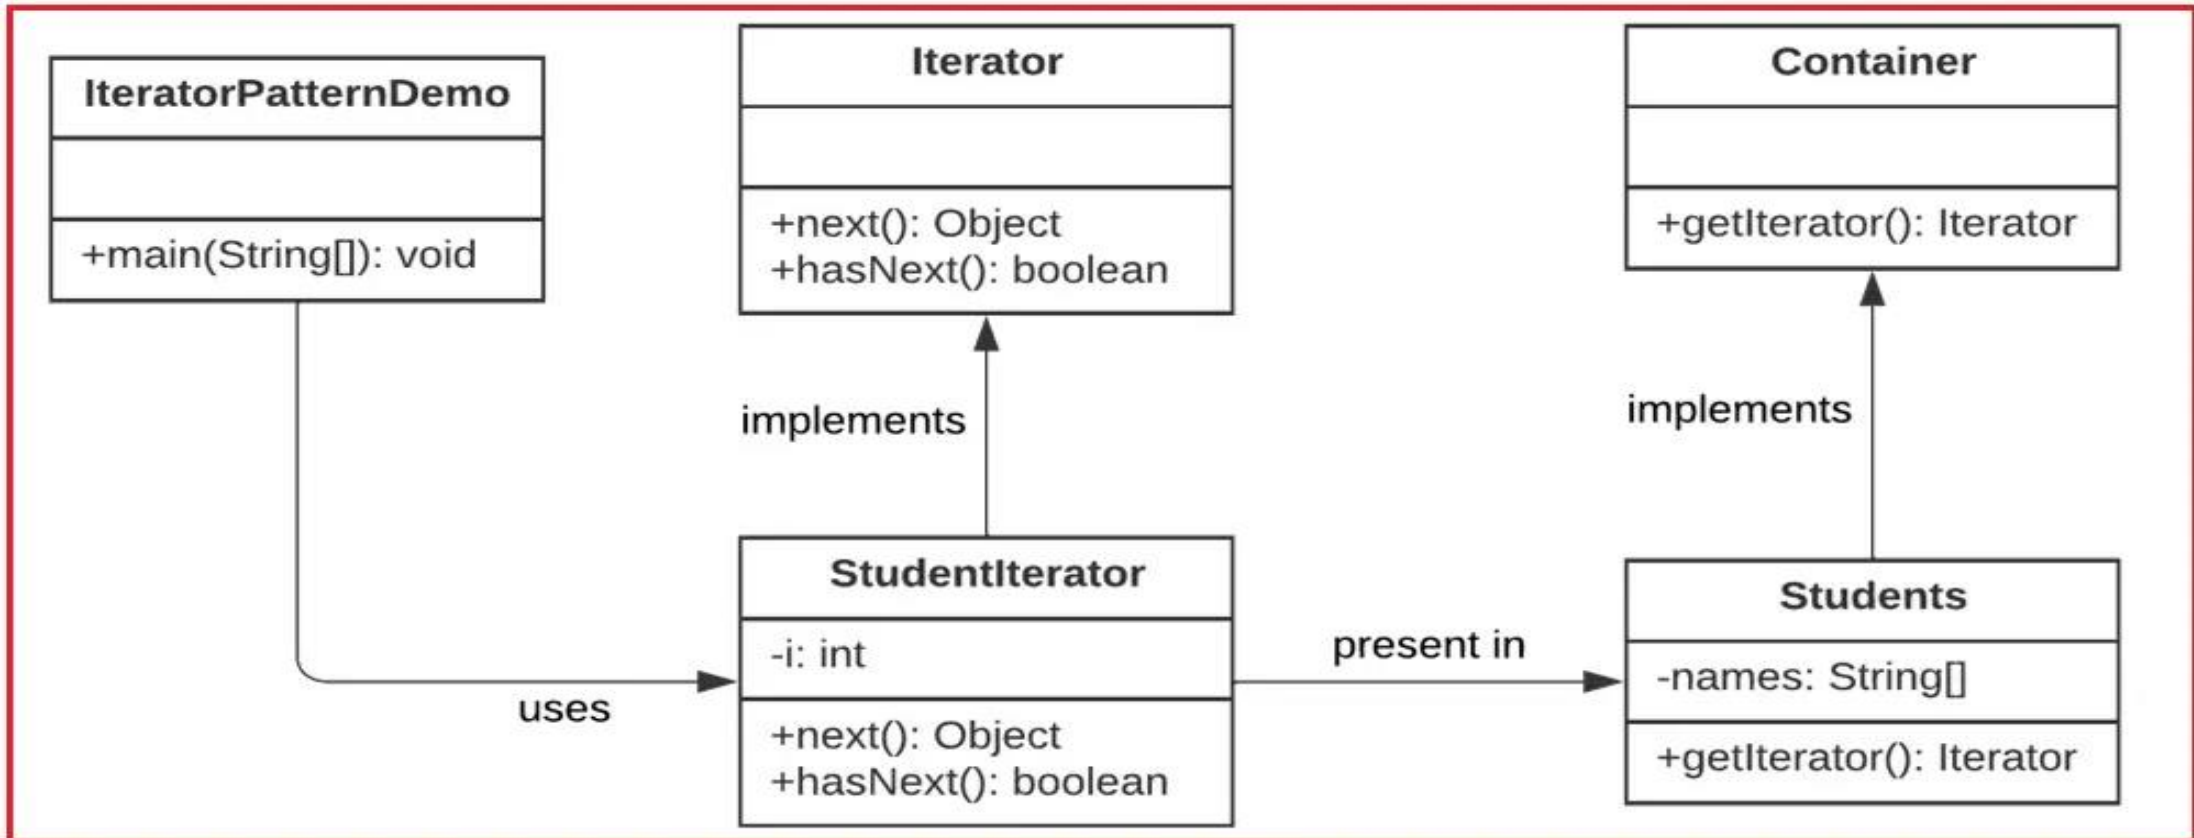 IteratorPatternDemo
+main(String[]): void
Iterator
+next(): Object
+hasNext(): boolean
Container
+getIterator(): Iterator
implements
implements
uses
StudentIterator
-i: int
+next(): Object
+hasNext(): boolean
present in
Students
-names: String[]
+getIterator(): Iterator